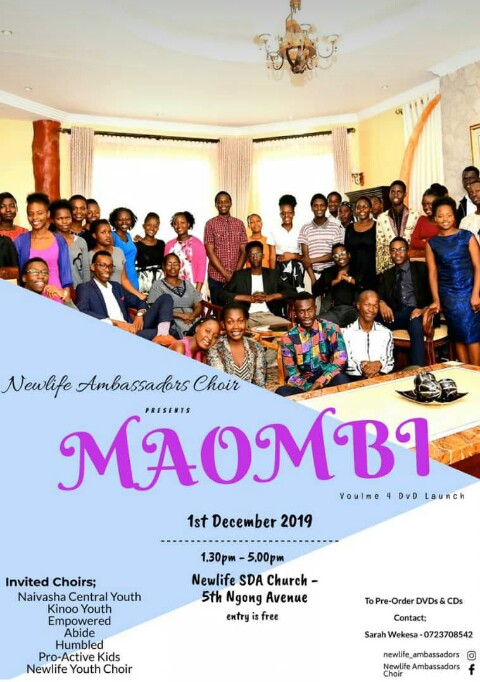 Newlife Ambassadors Choir
PRESENTS
MAOMBI
Voulme 4 DvD Launch
1st December 2019
1.30pm - 5.00pm
Newlife SDA Church -
5th Ngong Avenue
entry is free
Invited Choirs;
Naivasha Central Youth
Kinoo Youth
Empowered
Abide
Humbled
Pro-Active Kids
Newlife Youth Choir
To Pre-Order DVDs & CDs
Contact;
Sarah Wekesa - 0723708542
newlife_ambassadors
Newlife Ambassadors
Choir